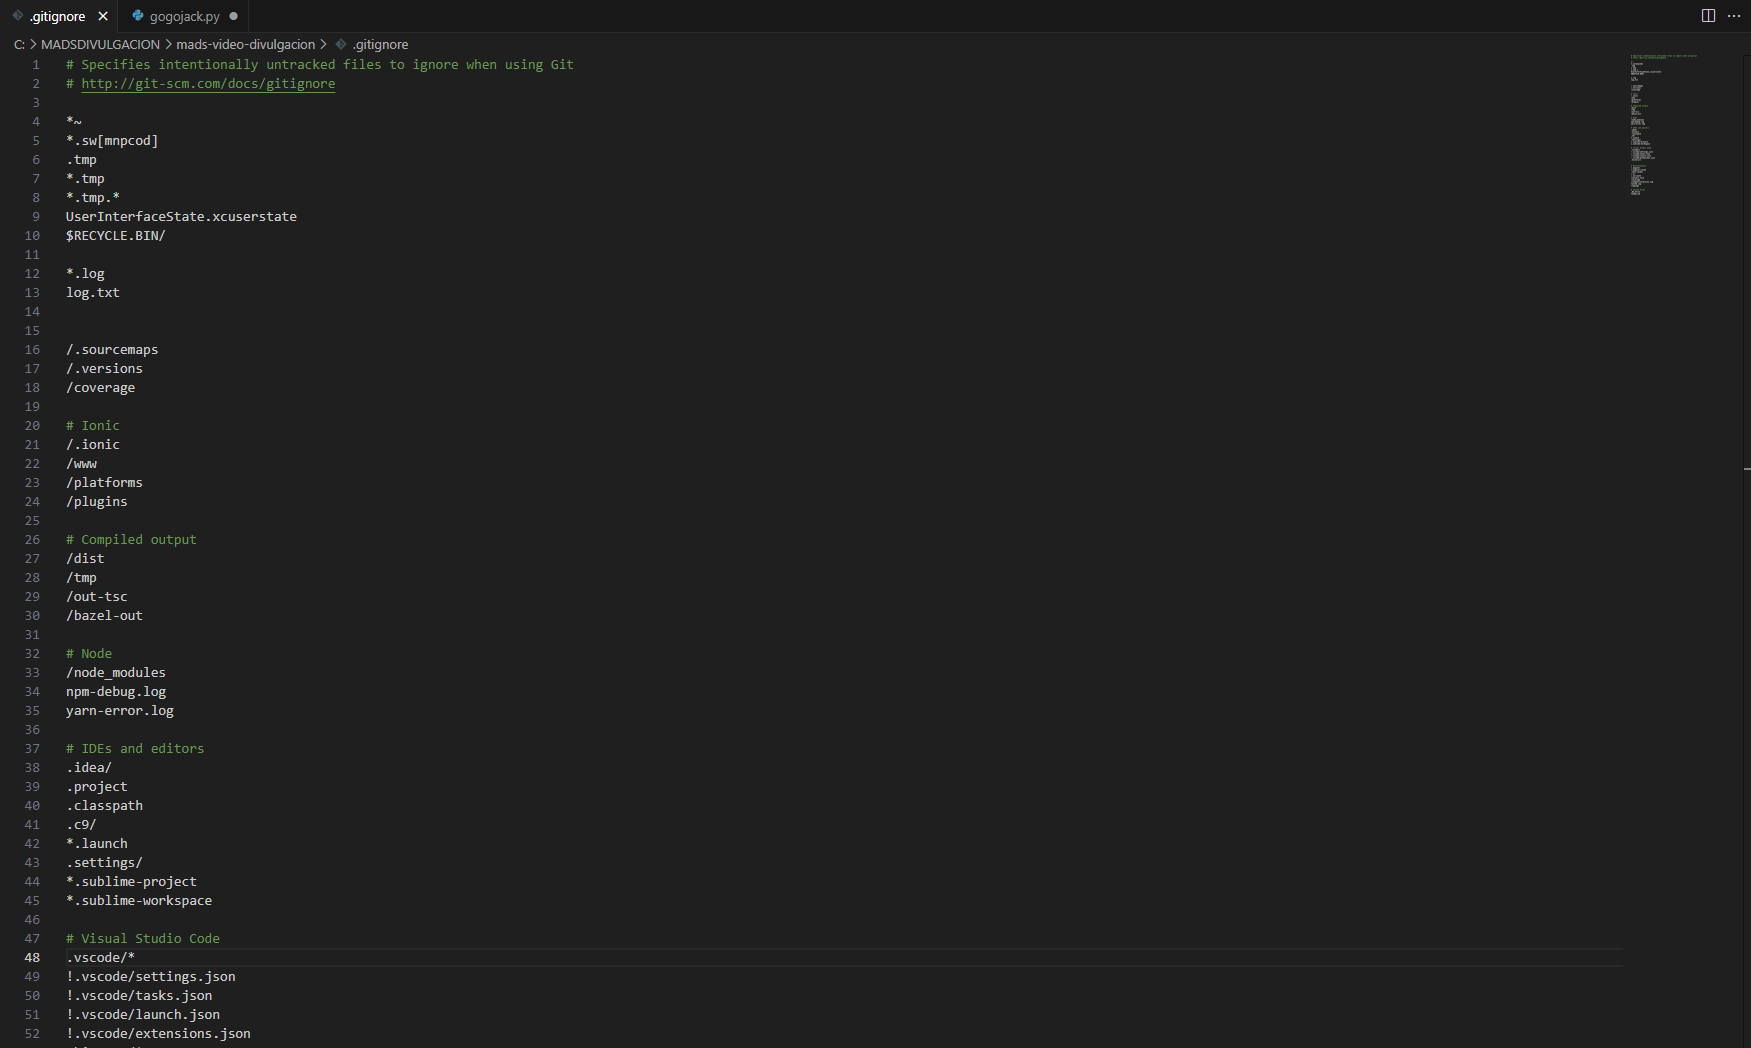 .gitignore
gogojack.py
C: > MADSDIVULGACION > mads-video-divulgacion > .gitignore
1 # Specifies intentionally untracked files to ignore when using Git
2 # http://git-scm.com/docs/gitignore
3
4 *~
5 *.sw[mnpcod]
6 .tmp
7 *.tmp
8 *.tmp.*
9 UserInterfaceState.xcuserstate
10 $RECYCLE.BIN/
11
12 *.log
13 log.txt
14
15
16 /.sourcemaps
17 /.versions
18 /coverage
19
20 # Ionic
21 /.ionic
22 /www
23 /platforms
24 /plugins
25
26 # Compiled output
27 /dist
28 /tmp
29 /out-tsc
30 /bazel-out
31
32 # Node
33 /node_modules
34 npm-debug.log
35 yarn-error.log
36
37 # IDEs and editors
38 .idea/
39 .project
40 .classpath
41 .c9/
42 *.launch
43 .settings/
44 *.sublime-project
45 *.sublime-workspace
46
47 # Visual Studio Code
48 .vscode/*
49 !.vscode/settings.json
50 !.vscode/tasks.json
51 !.vscode/launch.json
52 !.vscode/extensions.json